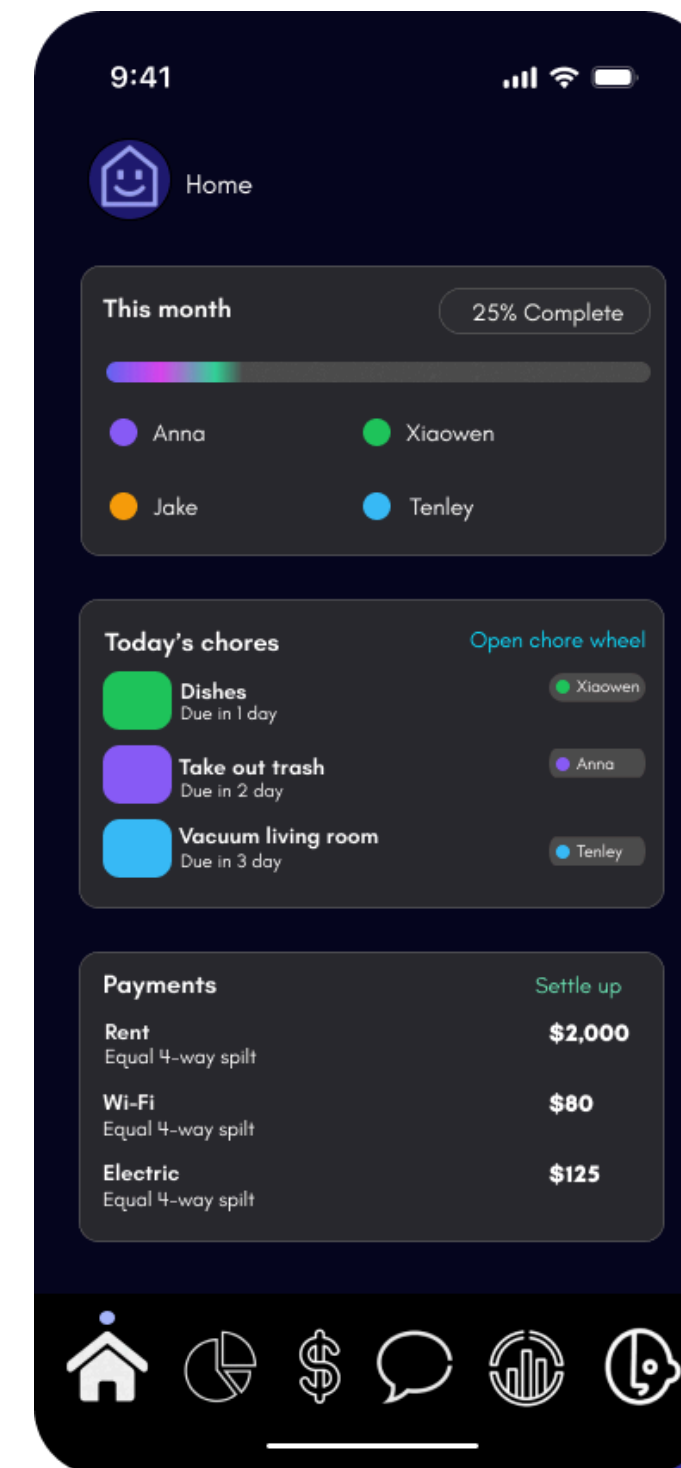 9:41
Home
This month
25% Complete
Anna
Xiaowen
Jake
Tenley
Today's chores
Open chore wheel
Dishes
Due in 1 day
Xiaowen
Take out trash
Due in 2 day
Anna
Vacuum living room
Due in 3 day
Tenley
Payments
Settle up
Rent
$2,000
Equal 4-way spilt
Wi-Fi
$80
Equal 4-way spilt
Electric
$125
Equal 4-way spilt